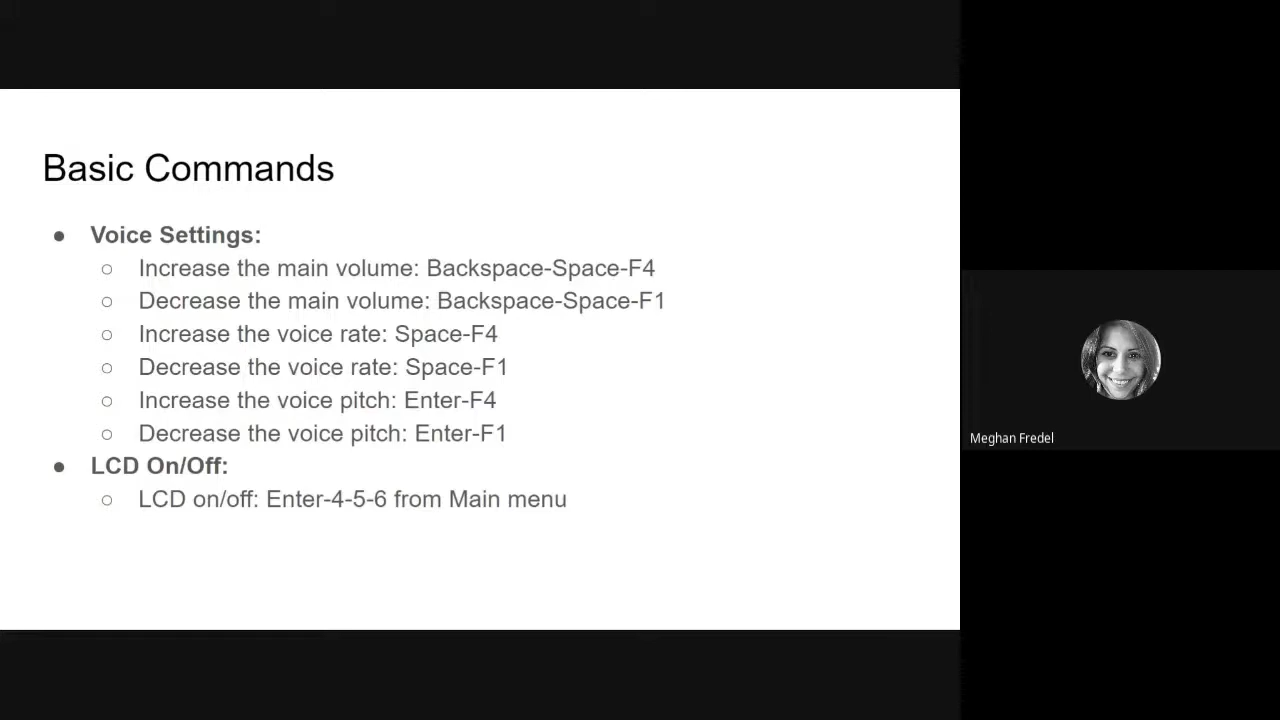 Basic Commands
● Voice Settings:
○ Increase the main volume: Backspace-Space-F4
○ Decrease the main volume: Backspace-Space-F1
○ Increase the voice rate: Space-F4
○ Decrease the voice rate: Space-F1
○ Increase the voice pitch: Enter-F4
○ Decrease the voice pitch: Enter-F1
● LCD On/Off:
○ LCD on/off: Enter-4-5-6 from Main menu
Meghan Fredel